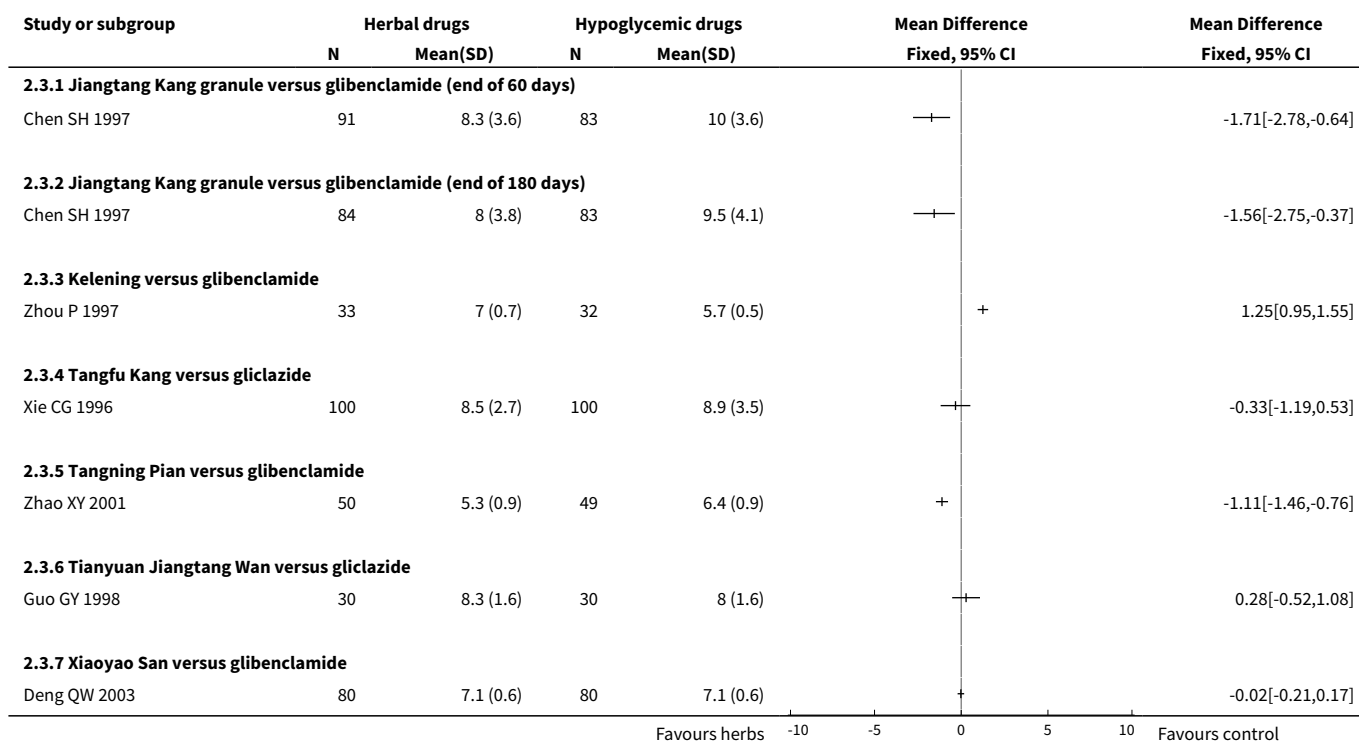 Study or subgroup Herbal drugs Hypoglycemic drugs Mean Difference Mean Difference
N Mean(SD) N Mean(SD) Fixed, 95% CI Fixed, 95% CI
2.3.1 Jiangtang Kang granule versus glibenclamide (end of 60 days)
Chen SH 1997 91 8.3 (3.6) 83 10 (3.6) -1.71[-2.78,-0.64]
2.3.2 Jiangtang Kang granule versus glibenclamide (end of 180 days)
Chen SH 1997 84 8 (3.8) 83 9.5 (4.1) -1.56[-2.75,-0.37]
2.3.3 Kelening versus glibenclamide
Zhou P 1997 33 7 (0.7) 32 5.7 (0.5) 1.25[0.95,1.55]
2.3.4 Tangfu Kang versus gliclazide
Xie CG 1996 100 8.5 (2.7) 100 8.9 (3.5) -0.33[-1.19,0.53]
2.3.5 Tangning Pian versus glibenclamide
Zhao XY 2001 50 5.3 (0.9) 49 6.4 (0.9) -1.11[-1.46,-0.76]
2.3.6 Tianyuan Jiangtang Wan versus gliclazide
Guo GY 1998 30 8.3 (1.6) 30 8 (1.6) 0.28[-0.52,1.08]
2.3.7 Xiaoyao San versus glibenclamide
Deng QW 2003 80 7.1 (0.6) 80 7.1 (0.6) -0.02[-0.21,0.17]
Favours herbs -10 -5 0 5 10 Favours control